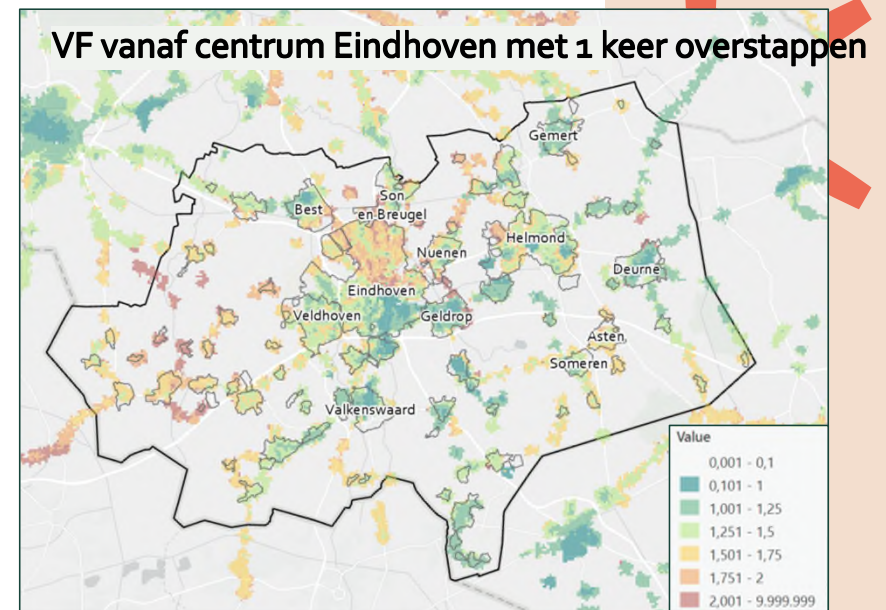 VF vanaf centrum Eindhoven met 1 keer overstappen
Gemert
Son
en Breugel
Best
Helmond
Nuenen
Deurne
Eindhoven
Veldhoven
Geldrop
Asten
Someren
Valkenswaard
Value
0,001 - 0,1
0,101 - 1
1,001 - 1,25
1,251 - 1,5
1,501 - 1,75
1,751 - 2
2,001 - 9.999.999